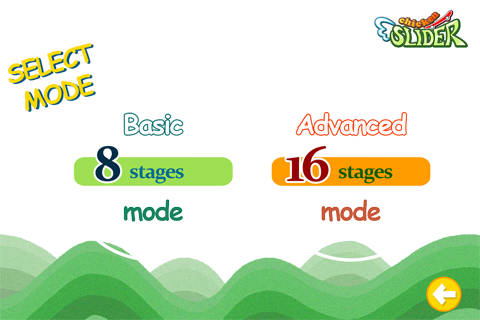 chicken
SLIDER
SELECT
MODE
Basic
8 stages
mode
Advanced
16 stages
mode